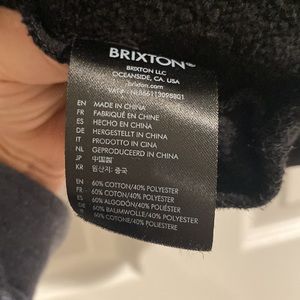 BRIXTON
BRIXTON LLC
OCEANSIDE, CA. USA
brixton.com
EN MADE IN CHINA
FR FABRIQUÉ EN CHINE
ES HECHO EN CHINA
DE HERGESTELLT IN CHINA
IT PRODOTTO IN CINA
NL GEPRODUCEERD IN CHINA
JP 中国製
KR 원산지: 중국
EN 60% COTTON/40% POLYESTER
FR 60% COTON/40% POLYESTER
ES 60% ALGODÓN/40% POLIÉSTER
DE 60% BAUMWOLLE/40% POLYESTER
60% COTONE/40% POLIESTERE